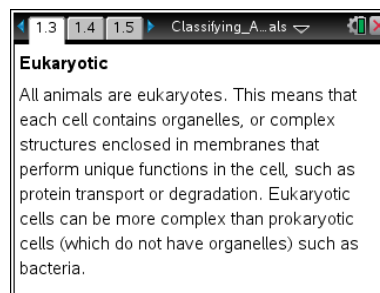 1.3 1.4 1.5 Classifying_A…als
Eukaryotic
All animals are eukaryotes. This means that
each cell contains organelles, or complex
structures enclosed in membranes that
perform unique functions in the cell, such as
protein transport or degradation. Eukaryotic
cells can be more complex than prokaryotic
cells (which do not have organelles) such as
bacteria.